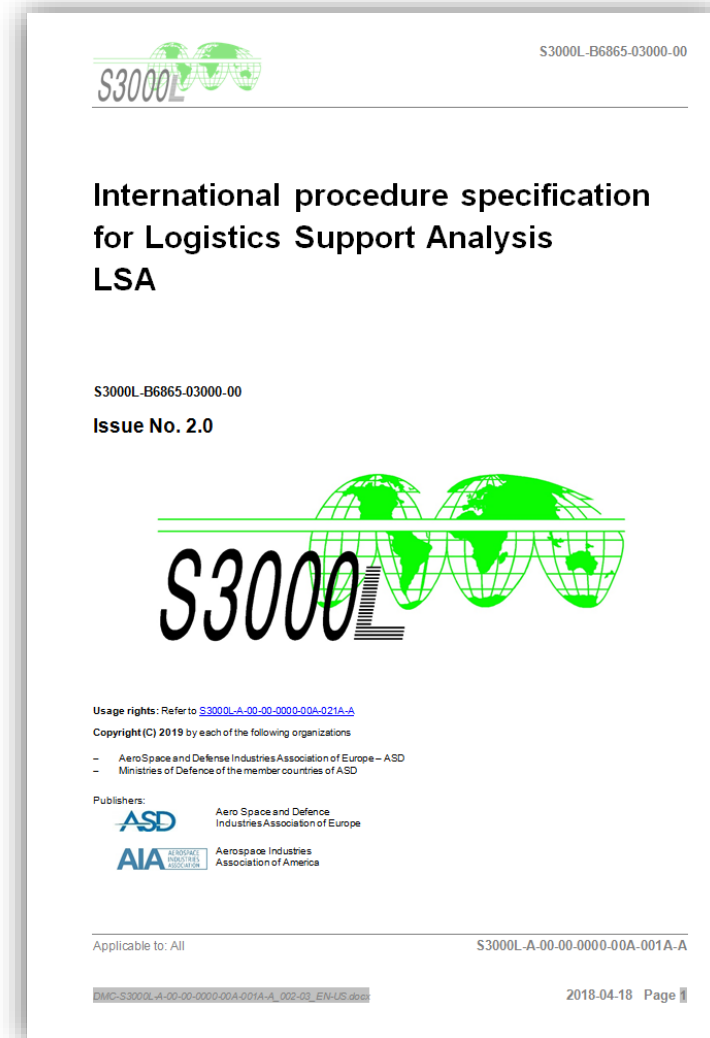 S3000L
S3000L-B6865-03000-00
International procedure specification
for Logistics Support Analysis
LSA
S3000L-B6865-03000-00
Issue No. 2.0
S3000L
Usage rights: Refer to S3000L-A-00-00-0000-00A-021A-A
Copyright (C) 2019 by each of the following organizations
– AeroSpace and Defense Industries Association of Europe – ASD
– Ministries of Defence of the member countries of ASD
Publishers:
ASD
Aero Space and Defence
Industries Association of Europe
AIA AEROSPACE
INDUSTRIES
ASSOCIATION
Aerospace Industries
Association of America
Applicable to: All
S3000L-A-00-00-0000-00A-001A-A
DMC-S3000L-A-00-00-0000-00A-001A-A_002-03_EN-US.docx
2018-04-18 Page 1